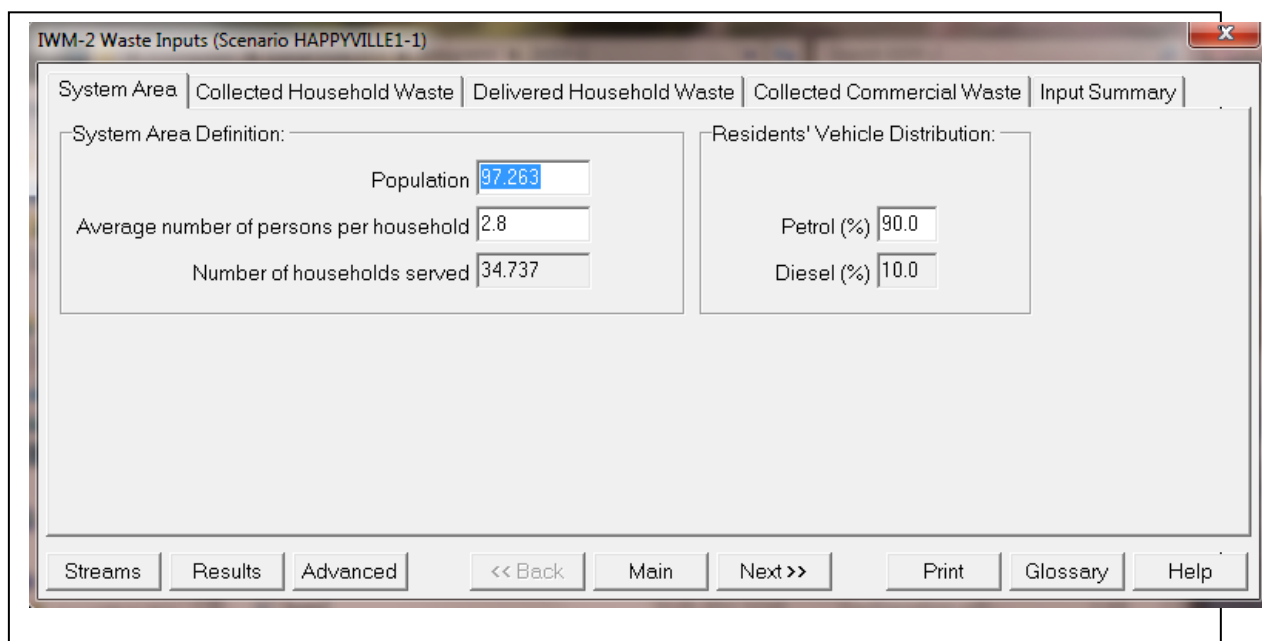 IWM-2 Waste Inputs (Scenario HAPPYVILLE1-1)
x
System Area Collected Household Waste Delivered Household Waste Collected Commercial Waste Input Summary
System Area Definition:
Population 97.263
Average number of persons per household 2.8
Number of households served 34.737
Residents' Vehicle Distribution:
Petrol (%) 90.0
Diesel (%) 10.0
Streams Results Advanced << Back Main Next >> Print Glossary Help